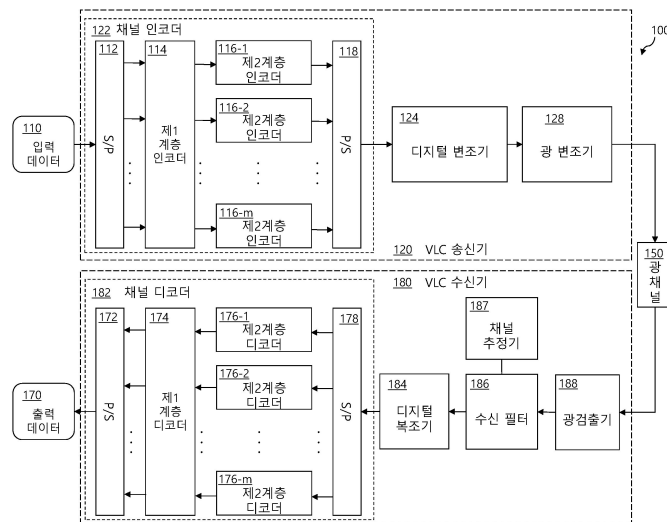 100
122 채널 인코더
112
S/P
114
제1
계층
인코더
116-1
제2계층
인코더
116-2
제2계층
인코더
116-m
제2계층
인코더
118
P/S
110
입력
데이터
124
디지털 변조기
128
광 변조기
120 VLC 송신기
150
광
채
널
180 VLC 수신기
182 채널 디코더
172
P/S
174
제1
계층
디코더
176-1
제2계층
디코더
176-2
제2계층
디코더
176-m
제2계층
디코더
178
S/P
170
출력
데이터
184
디지털
복조기
187
채널
추정기
186
수신 필터
188
광검출기